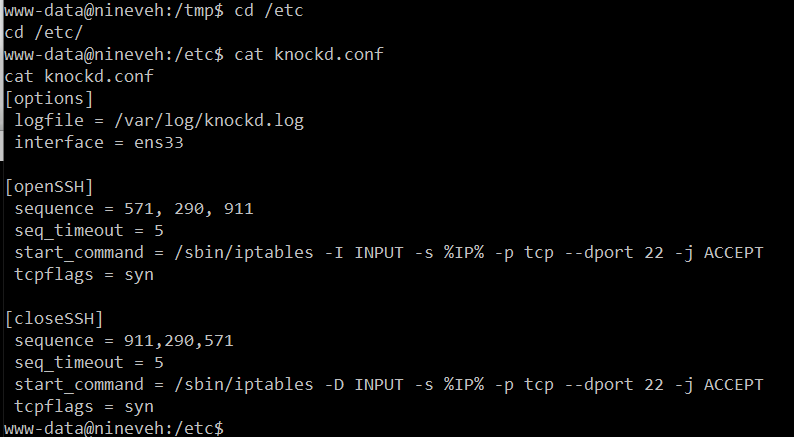 www-data@nineveh:/tmp$ cd /etc
cd /etc/
www-data@nineveh:/etc$ cat knockd.conf
cat knockd.conf
[options]
 logfile = /var/log/knockd.log
 interface = ens33

[openSSH]
 sequence = 571, 290, 911
 seq_timeout = 5
 start_command = /sbin/iptables -I INPUT -s %IP% -p tcp --dport 22 -j ACCEPT
 tcpflags = syn

[closeSSH]
 sequence = 911,290,571
 seq_timeout = 5
 start_command = /sbin/iptables -D INPUT -s %IP% -p tcp --dport 22 -j ACCEPT
 tcpflags = syn
www-data@nineveh:/etc$